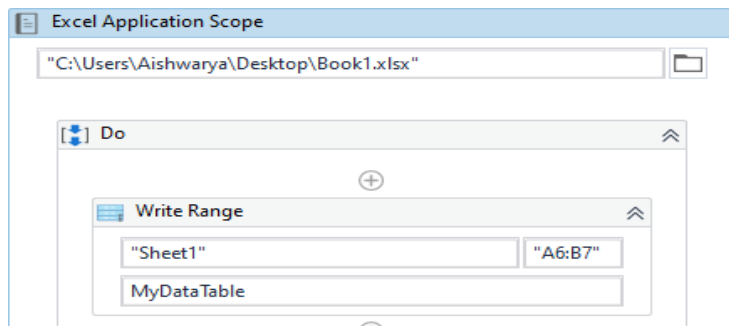 Excel Application Scope
"C:\Users\Aishwarya\Desktop\Book1.xlsx"
Do
Write Range
"Sheet1" "A6:B7"
MyDataTable